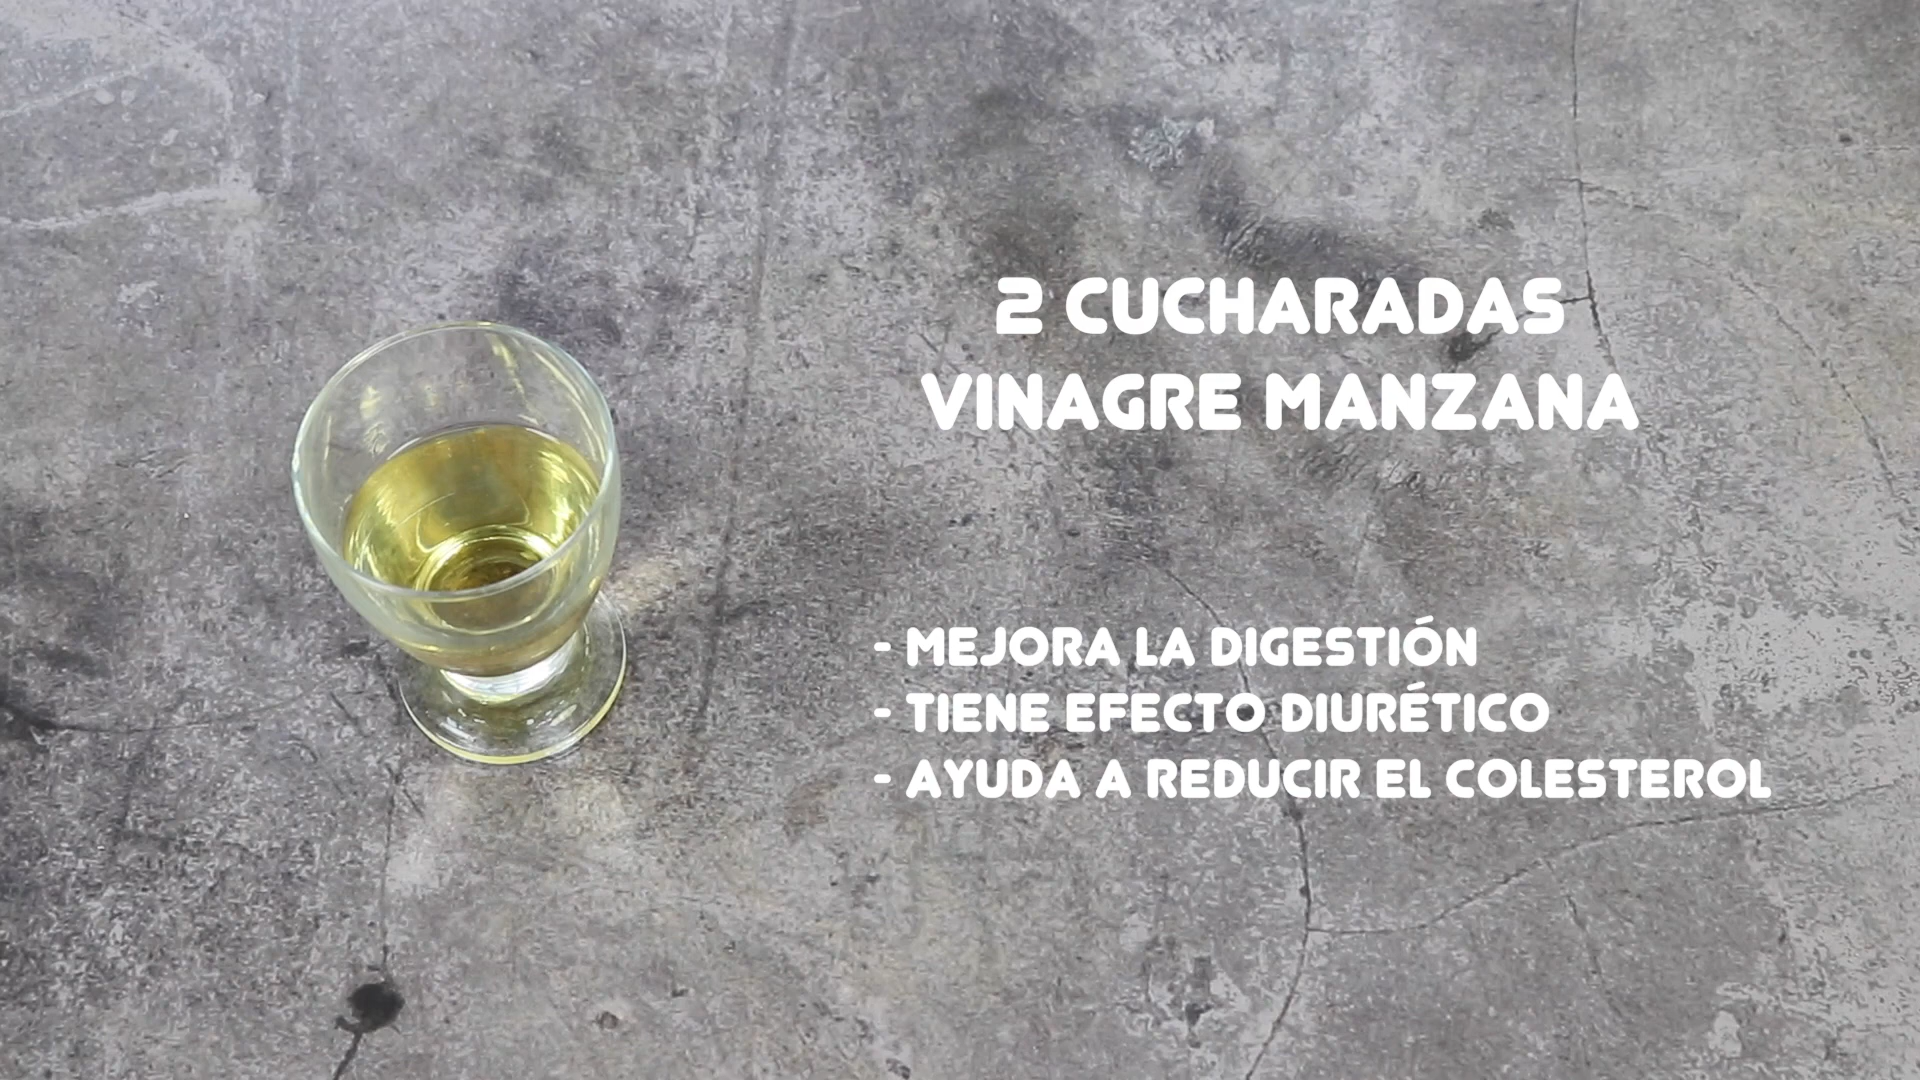 2 CUCHARADAS
VINAGRE MANZANA
- MEJORA LA DIGESTIÓN
- TIENE EFECTO DIURÉTICO
- AYUDA A REDUCIR EL COLESTEROL